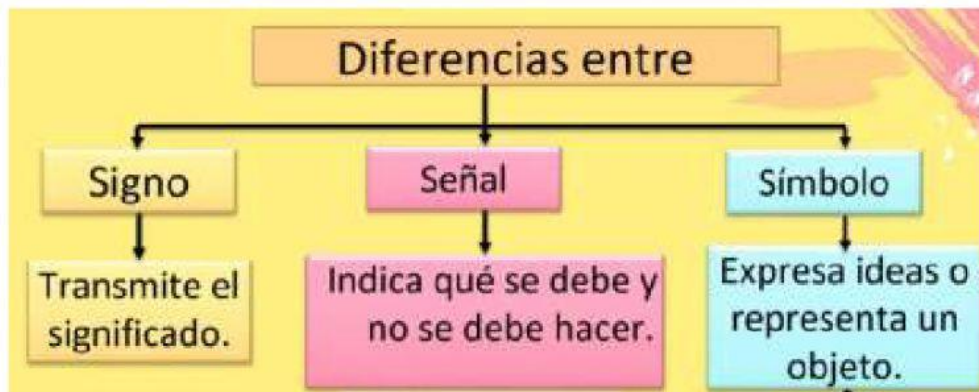 Diferencias entre
Signo
Señal
Símbolo
Transmite el
significado.
Indica qué se debe y
no se debe hacer.
Expresa ideas o
representa un
objeto.